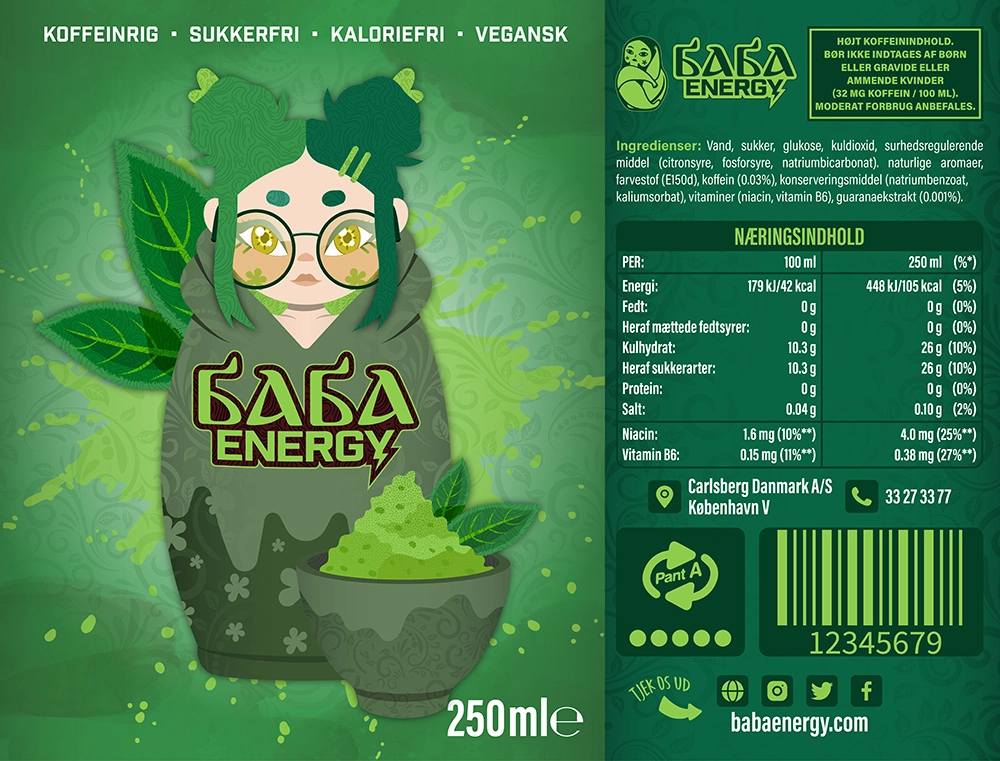 KOFFEINRIG · SUKKERFRI · KALORIEFRI · VEGANSK
БАБА
ENERGY
250mle
БАБА
ENERGY
HØJT KOFFEININDHOLD.
BØR IKKE INDTAGES AF BØRN
ELLER GRAVIDE ELLER
AMMENDE KVINDER
(32 MG KOFFEIN / 100 ML).
MODERAT FORBRUG ANBEFALES.
Ingredienser: Vand, sukker, glukose, kuldioxid, surhedsregulerende
middel (citronsyre, fosforsyre, natriumbicarbonat). naturlige aromaer,
farvestof (E150d), koffein (0.03%), konserveringsmiddel (natriumbenzoat,
kaliumsorbat), vitaminer (niacin, vitamin B6), guaranaekstrakt (0.001%).
NÆRINGSINDHOLD
PER: 100 ml 250 ml (%*)
Energi: 179 kJ/42 kcal 448 kJ/105 kcal (5%)
Fedt: 0 g 0 g (0%)
Heraf mættede fedtsyrer: 0 g 0 g (0%)
Kulhydrat: 10.3 g 26 g (10%)
Heraf sukkerarter: 10.3 g 26 g (10%)
Protein: 0 g 0 g (0%)
Salt: 0.04 g 0.10 g (2%)
Niacin: 1.6 mg (10%**) 4.0 mg (25%**)
Vitamin B6: 0.15 mg (11%**) 0.38 mg (27%**)
Carlsberg Danmark A/S
København V
33 27 33 77
Pant A
12345679
TJEK OS UD
babaenergy.com